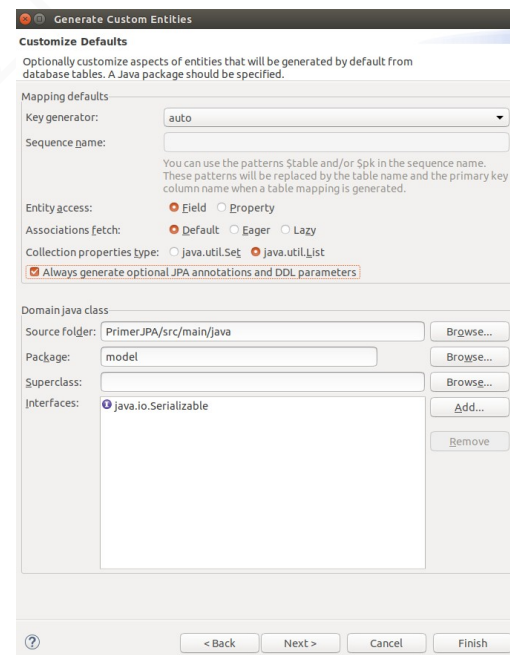 Generate Custom Entities
Customize Defaults
Optionally customize aspects of entities that will be generated by default from
database tables. A Java package should be specified.
Mapping defaults
Key generator: auto
Sequence name:
You can use the patterns $table and/or $pk in the sequence name.
These patterns will be replaced by the table name and the primary key
column name when a table mapping is generated.
Entity access: Field Property
Associations fetch: Default Eager Lazy
Collection properties type: java.util.Set java.util.List
Always generate optional JPA annotations and DDL parameters
Domain java class
Source folder: PrimerJPA/src/main/java Browse...
Package: model Browse...
Superclass: Browse...
Interfaces: java.io.Serializable Add...
Remove
? < Back Next > Cancel Finish